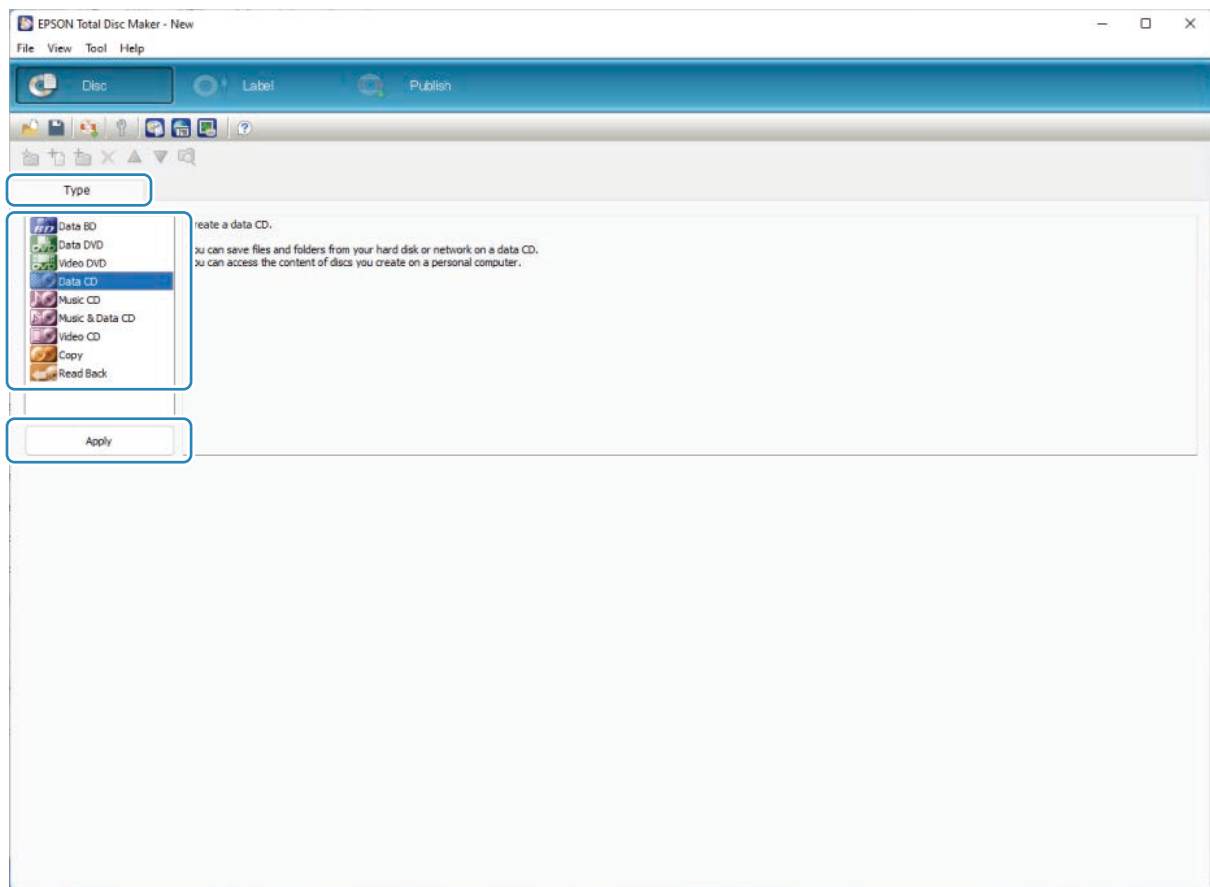 EPSON Total Disc Maker - New
File View Tool Help
Disc Label Publish
Type
Data BD
Data DVD
Video DVD
Data CD
Music CD
Music & Data CD
Video CD
Copy
Read Back
Apply
reate a data CD.
ou can save files and folders from your hard disk or network on a data CD.
ou can access the content of discs you create on a personal computer.